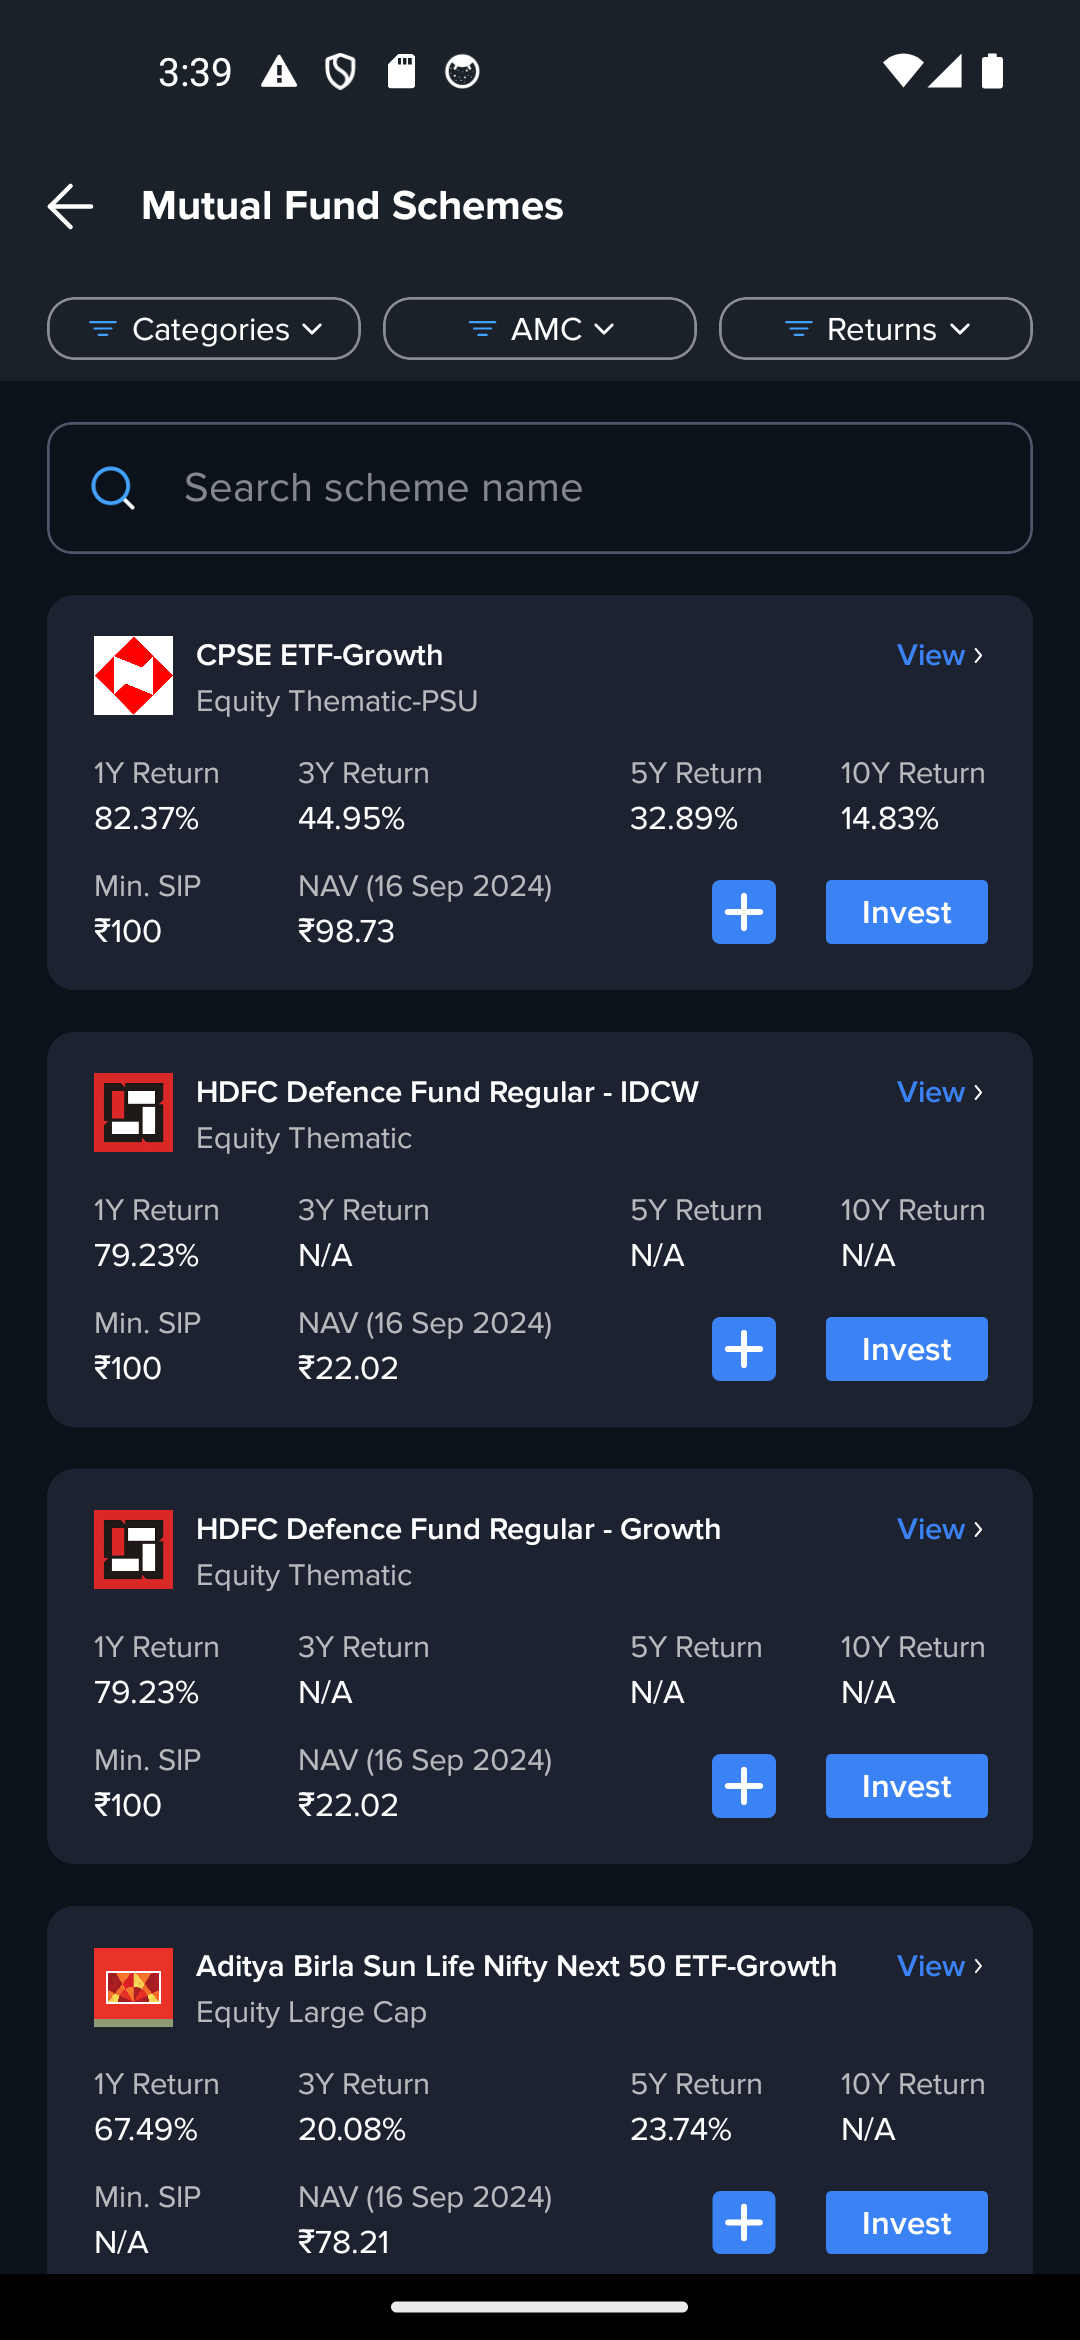 3:39
Mutual Fund Schemes
Categories AMC Returns
Search scheme name
CPSE ETF-Growth View
Equity Thematic-PSU
1Y Return 3Y Return 5Y Return 10Y Return
82.37% 44.95% 32.89% 14.83%
Min. SIP NAV (16 Sep 2024)
₹100 ₹98.73 Invest
HDFC Defence Fund Regular - IDCW View
Equity Thematic
1Y Return 3Y Return 5Y Return 10Y Return
79.23% N/A N/A N/A
Min. SIP NAV (16 Sep 2024)
₹100 ₹22.02 Invest
HDFC Defence Fund Regular - Growth View
Equity Thematic
1Y Return 3Y Return 5Y Return 10Y Return
79.23% N/A N/A N/A
Min. SIP NAV (16 Sep 2024)
₹100 ₹22.02 Invest
Aditya Birla Sun Life Nifty Next 50 ETF-Growth View
Equity Large Cap
1Y Return 3Y Return 5Y Return 10Y Return
67.49% 20.08% 23.74% N/A
Min. SIP NAV (16 Sep 2024)
N/A ₹78.21 Invest